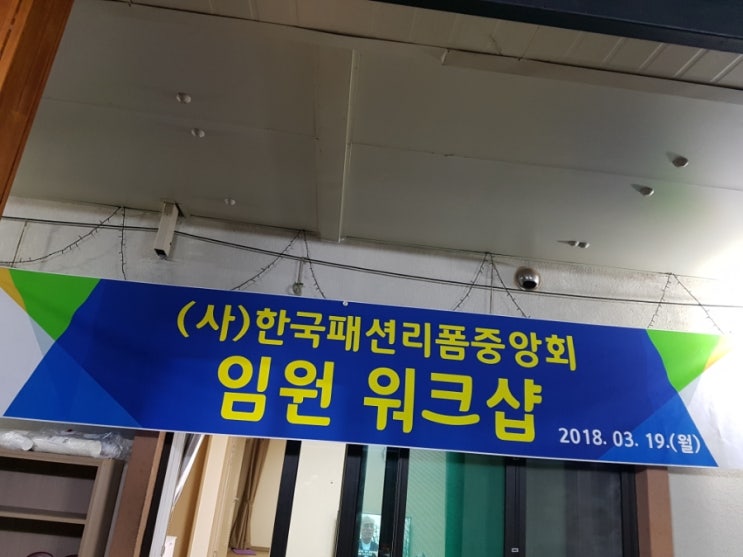 (사)한국패션리폼중앙회
임원 워크샵
2018. 03. 19.(월)